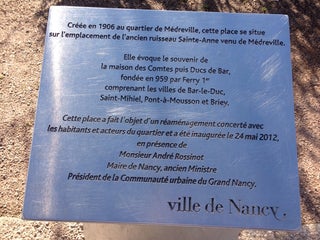 Créée en 1906 au quartier de Médreville, cette place se situe
sur l'emplacement de l'ancien ruisseau Sainte-Anne venu de Médreville.
Elle évoque le souvenir de
la maison des Comtes puis Ducs de Bar,
fondée en 959 par Ferry 1er
comprenant les villes de Bar-le-Duc,
Saint-Mihiel, Pont-à-Mousson et Briey.
Cette place a fait l'objet d'un réaménagement concerté avec
les habitants et acteurs du quartier et a été inaugurée le 24 mai 2012,
en présence de
Monsieur André Rossinot
Maire de Nancy, ancien Ministre
Président de la Communauté urbaine du Grand Nancy.
ville de Nancy.